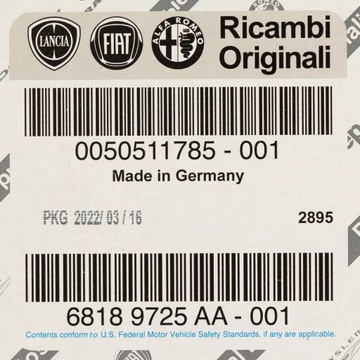 LANCIA FIAT ALFA ROMEO Ricambi
Originali
0050511785 - 001
Made in Germany
PKG 2022/ 03 / 16 2895
6818 9725 AA - 001
Contents conform to U.S. Federal Motor Vehicle Safety Standards, if any are applicable.